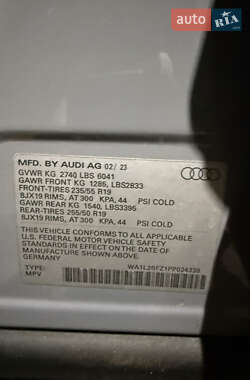 AUTO
RIA
MFD. BY AUDI AG 02/ 23
GVWR KG 2740 LBS 6041
GAWR FRONT KG 1285, LBS2833
FRONT-TIRES 235/55 R19
8JX19 RIMS, AT 300 KPA, 44 PSI COLD
GAWR REAR KG 1540, LBS3395
REAR-TIRES 255/50 R19
8JX19 RIMS, AT 300 KPA, 44 PSI COLD
THIS VEHICLE CONFORMS TO ALL APPLICABLE
U.S. FEDERAL MOTOR VEHICLE SAFETY
STANDARDS IN EFFECT ON THE DATE OF
MANUFACTURE SHOWN ABOVE.
GERMANY
TYPE:
MPV